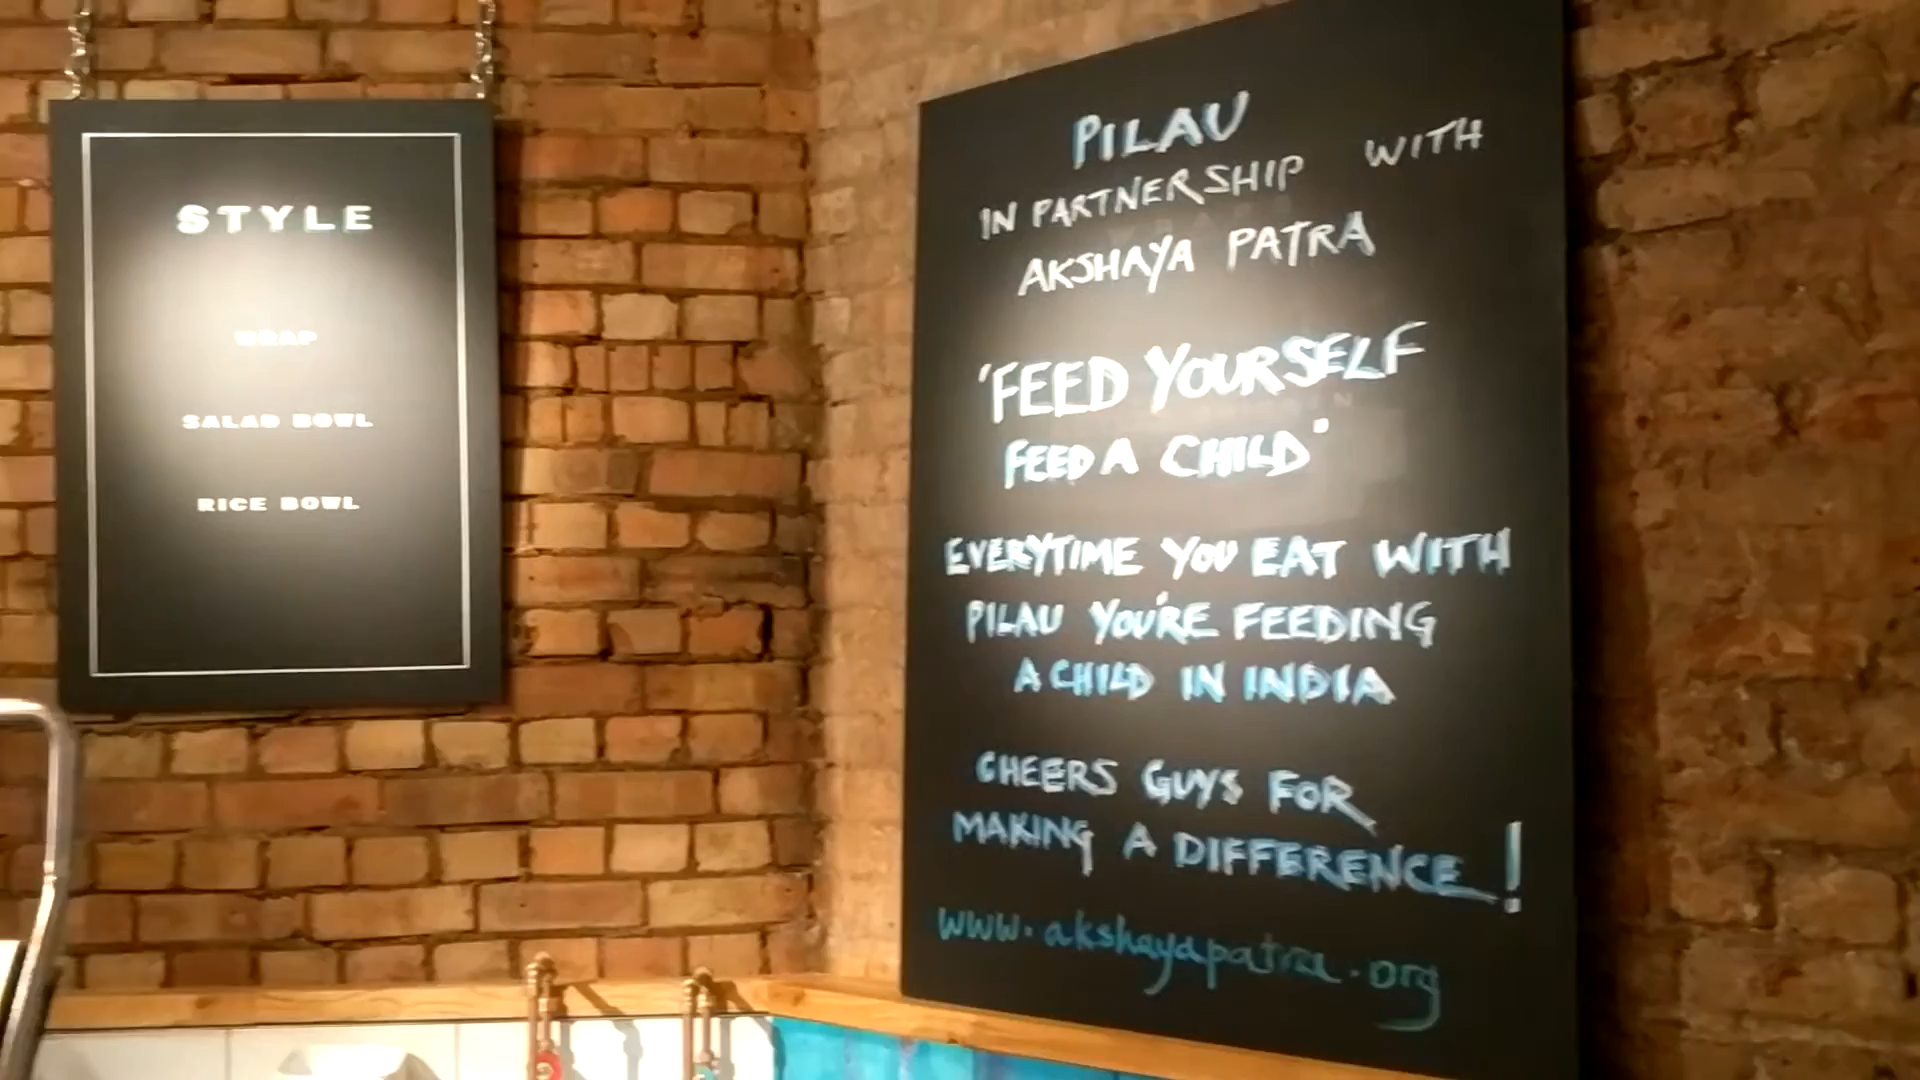 STYLE
WRAP
SALAD BOWL
RICE BOWL
PILAU
IN PARTNERSHIP WITH
AKSHAYA PATRA
'FEED YOURSELF
FEED A CHILD"
EVERYTIME YOU EAT WITH
PILAU YOU'RE FEEDING
A CHILD IN INDIA
CHEERS GUYS FOR
MAKING A DIFFERENCE!
www.akshayapatra.org